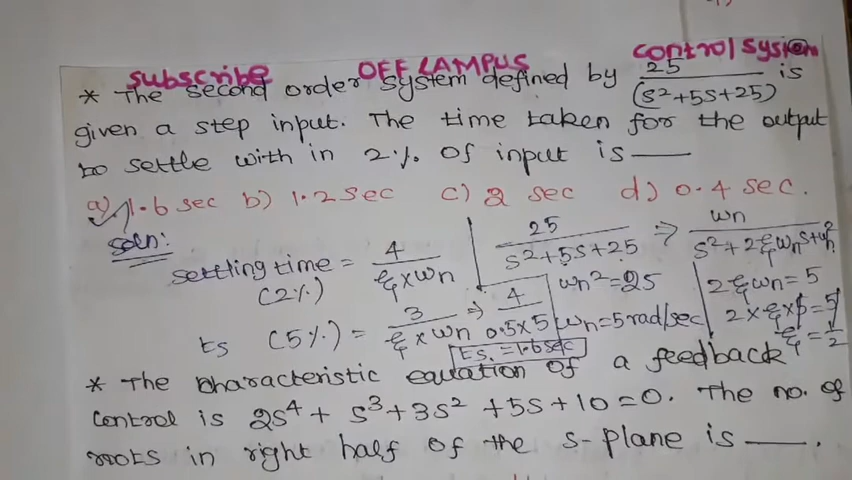 subscribe OFF CAMPUS control system
* The second order system defined by 25/(s²+5s+25) is
given a step input. The time taken for the output
to settle with in 2%. of input is ___
a) 1.6 sec b) 1.2 sec c) 2 sec d) 0.4 sec.
Soln:
settling time (2%) = 4/(ξ×ωn) | 25/(s²+5s+25) ⇒ ωn/(s²+2ξωns+ωn²)
ωn²=25 | 2ξωn=5
ts (5%) = 3/(ξ×ωn) ⇒ 4/(0.5×5) | ωn=5rad/sec | 2×ξ×5=5
ts.=1.6sec ξ=1/2
* The characteristic equation of a feedback
control is 2s⁴+s³+3s²+5s+10=0. The no. of
roots in right half of the s-plane is ___.